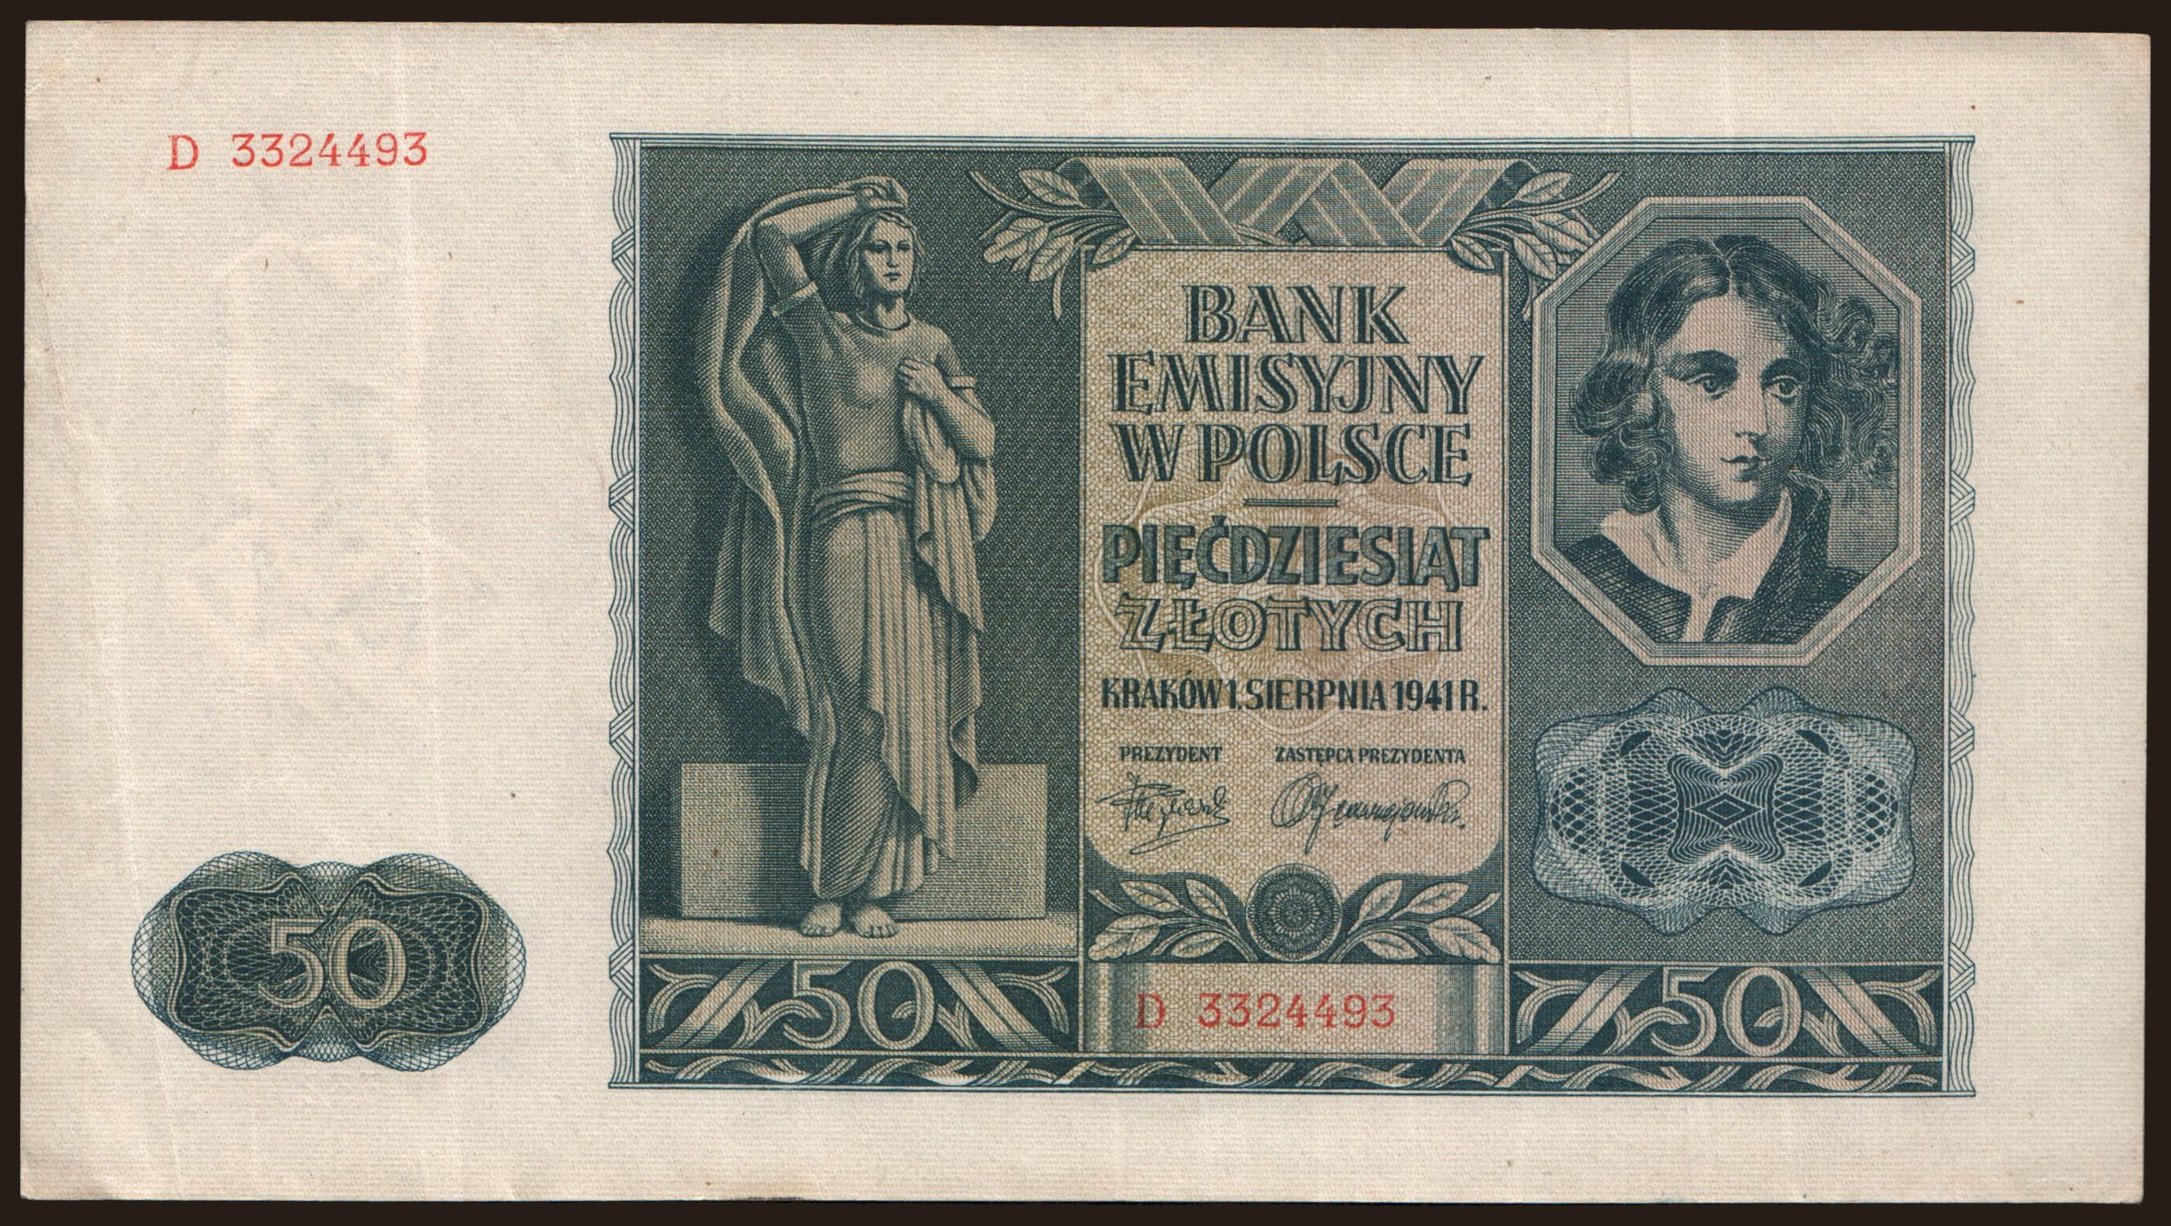 D 3324493
BANK
EMISYJNY
W POLSCE
PIĘĆDZIESIĄT
ZŁOTYCH
KRAKÓW 1. SIERPNIA 1941 R.
PREZYDENT ZASTĘPCA PREZYDENTA
50
50
D 3324493
50